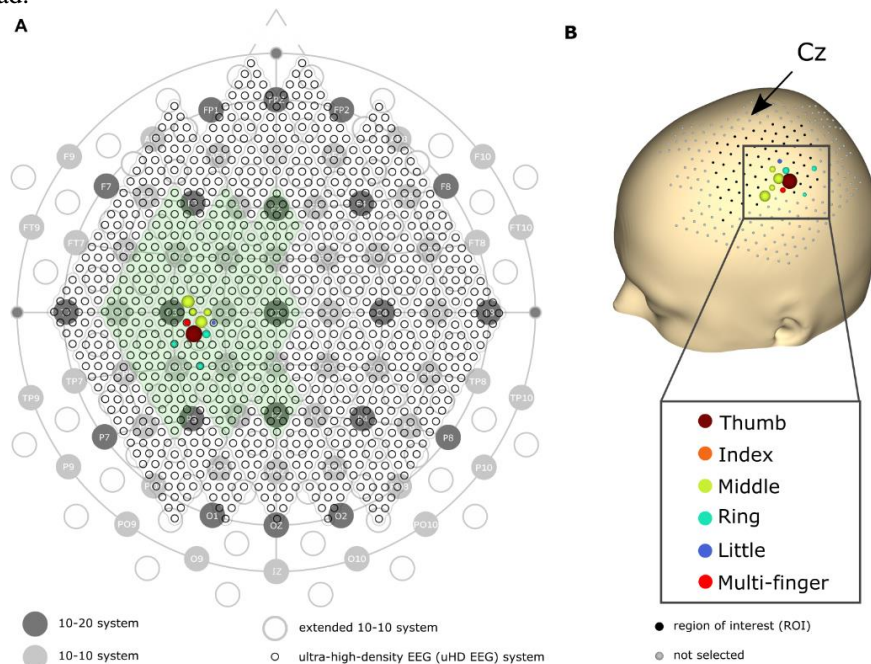 ad.
A
B
Cz
FPZ
FP1
FP2
F9
F10
F7
F8
FT9
FT7
FT8
FT10
TP9
TP7
TP8
TP10
P7
P8
P9
P10
PO9
PO10
O1
OZ
O2
O9
O10
IZ
Thumb
Index
Middle
Ring
Little
Multi-finger
10-20 system
extended 10-10 system
region of interest (ROI)
10-10 system
ultra-high-density EEG (uHD EEG) system
not selected